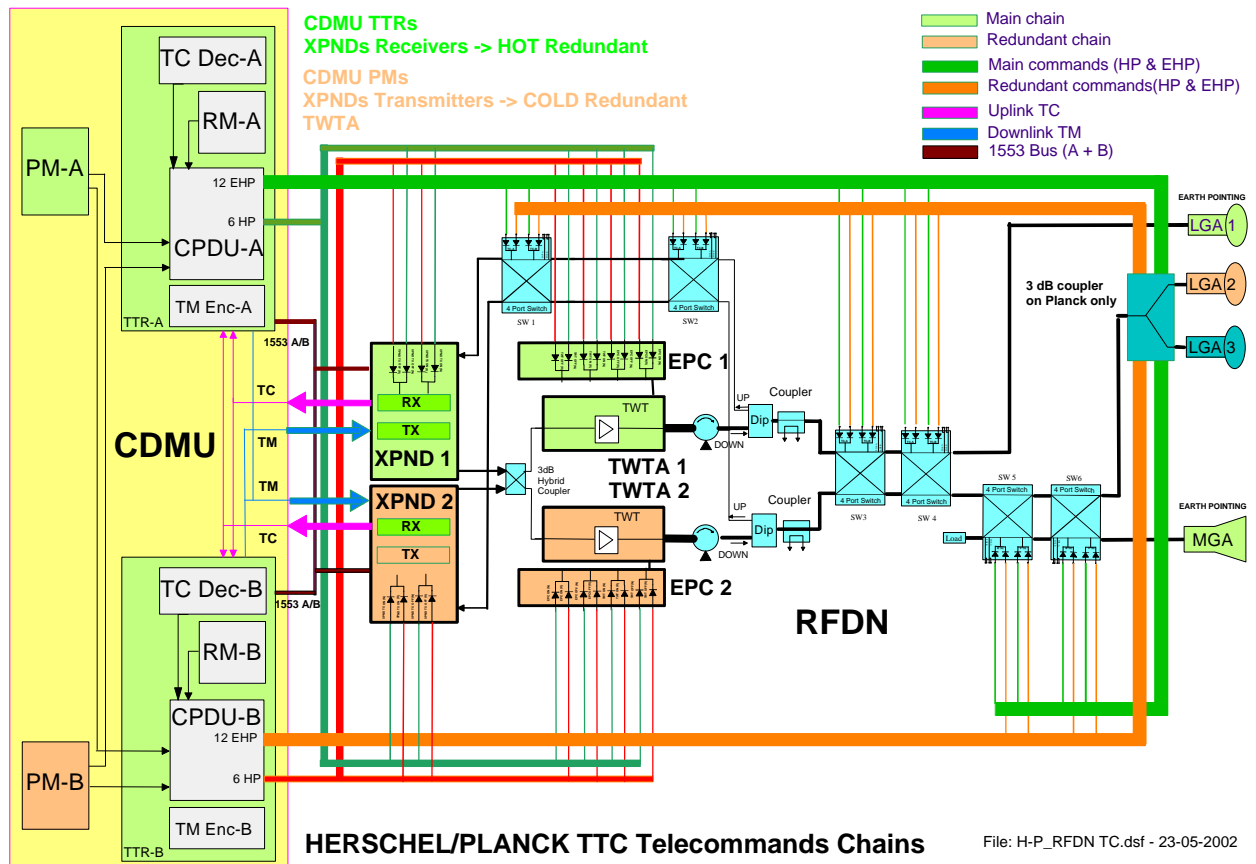 CDMU TTRs
XPNDs Receivers -> HOT Redundant
CDMU PMs
XPNDs Transmitters -> COLD Redundant
TWTA
Main chain
Redundant chain
Main commands (HP & EHP)
Redundant commands(HP & EHP)
Uplink TC
Downlink TM
1553 Bus (A + B)
TC Dec-A
RM-A
PM-A
12 EHP
6 HP
CPDU-A
TM Enc-A
TTR-A
1553 A/B
TC
TM
CDMU
TM
TC
TC Dec-B
1553 A/B
RM-B
CPDU-B
12 EHP
6 HP
PM-B
TM Enc-B
TTR-B
RX
TX
XPND 1
XPND 2
RX
TX
4 Port Switch
SW 1
4 Port Switch
SW2
EPC 1
TWT
TWTA 1
TWTA 2
3dB
Hybrid
Coupler
TWT
EPC 2
UP
Dip
Coupler
DOWN
UP
Dip
Coupler
DOWN
4 Port Switch
SW3
4 Port Switch
SW 4
SW 5
4 Port Switch
SW6
4 Port Switch
Load
RFDN
3 dB coupler
on Planck only
EARTH POINTING
LGA 1
LGA 2
LGA 3
EARTH POINTING
MGA
HERSCHEL/PLANCK TTC Telecommands Chains
File: H-P_RFDN TC.dsf - 23-05-2002